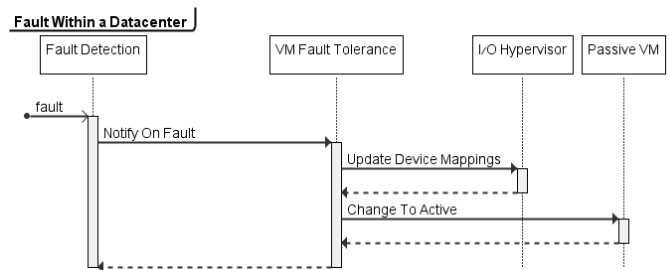 Fault Within a Datacenter
Fault Detection
VM Fault Tolerance
I/O Hypervisor
Passive VM
fault
Notify On Fault
Update Device Mappings
Change To Active